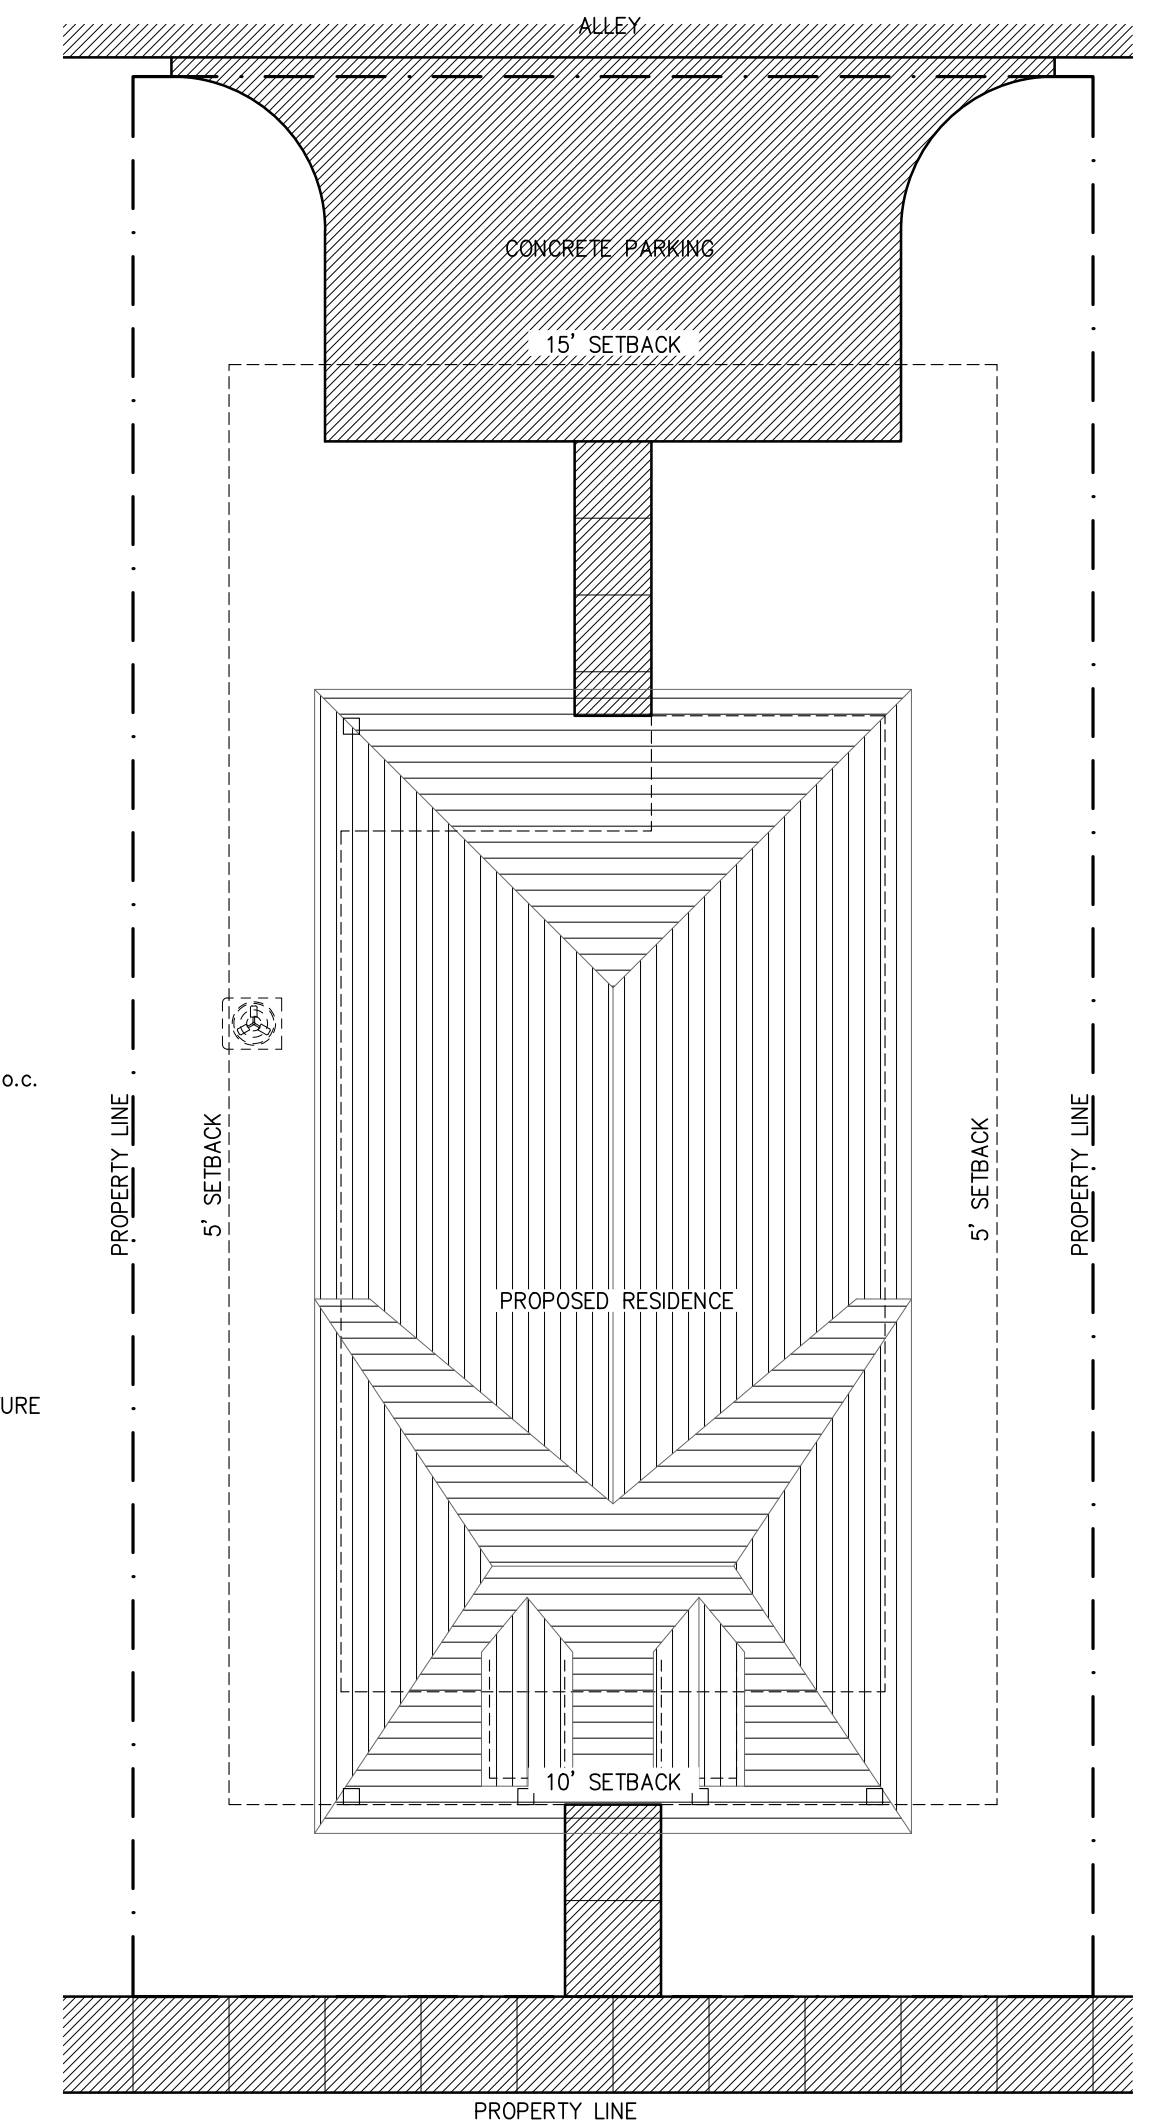 ALLEY
CONCRETE PARKING
15' SETBACK
o.c.
PROPERTY LINE
5' SETBACK
5' SETBACK
PROPERTY LINE
PROPOSED RESIDENCE
URE
10' SETBACK
PROPERTY LINE